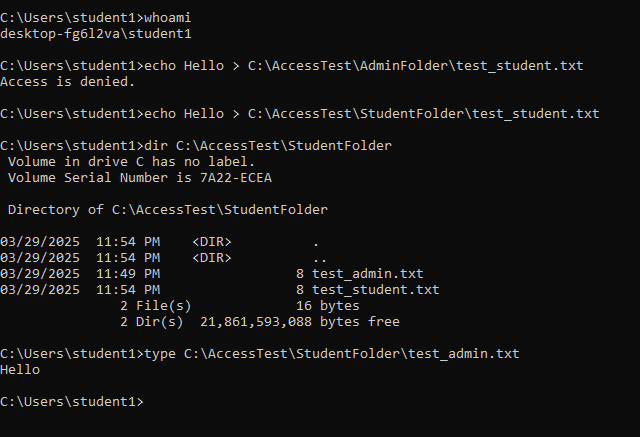 C:\Users\student1>whoami
desktop-fg6l2va\student1
C:\Users\student1>echo Hello > C:\AccessTest\AdminFolder\test_student.txt
Access is denied.
C:\Users\student1>echo Hello > C:\AccessTest\StudentFolder\test_student.txt
C:\Users\student1>dir C:\AccessTest\StudentFolder
 Volume in drive C has no label.
 Volume Serial Number is 7A22-ECEA
 Directory of C:\AccessTest\StudentFolder
03/29/2025  11:54 PM    <DIR>          .
03/29/2025  11:54 PM    <DIR>          ..
03/29/2025  11:49 PM                 8 test_admin.txt
03/29/2025  11:54 PM                 8 test_student.txt
               2 File(s)             16 bytes
               2 Dir(s)  21,861,593,088 bytes free
C:\Users\student1>type C:\AccessTest\StudentFolder\test_admin.txt
Hello
C:\Users\student1>